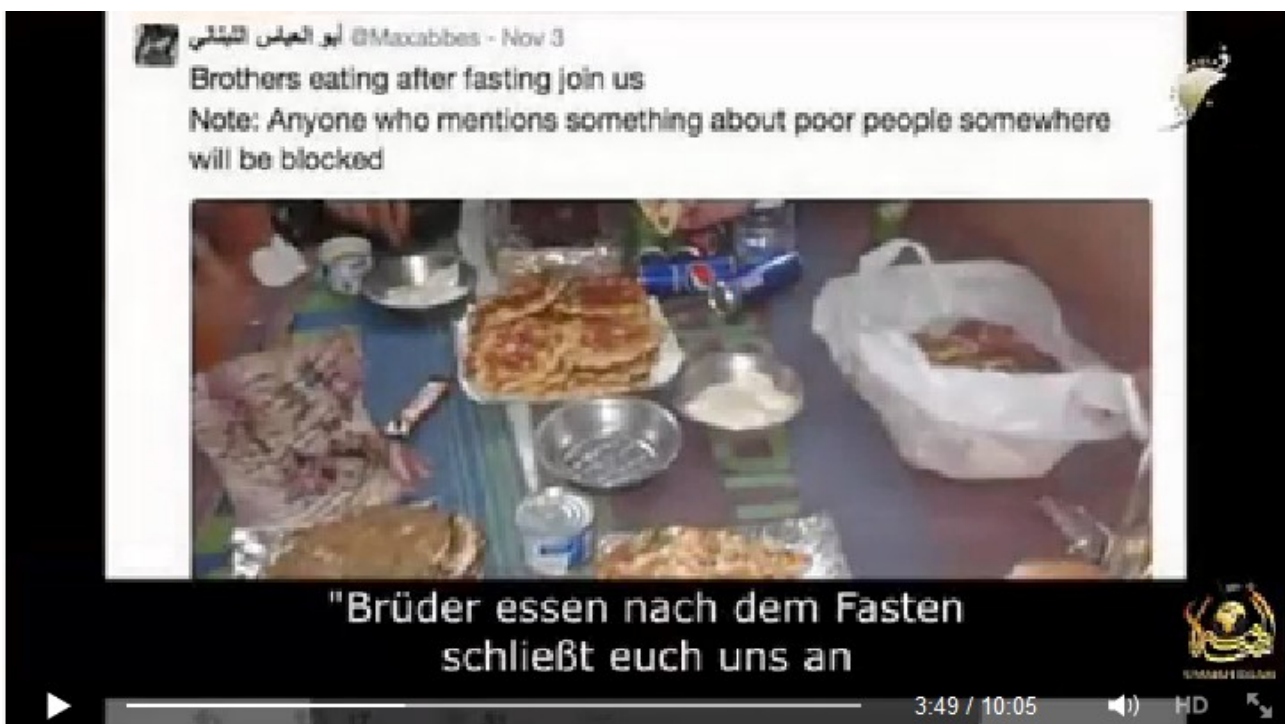 أبو العباس اللبناني @Maxabbes - Nov 3
Brothers eating after fasting join us
Note: Anyone who mentions something about poor people somewhere
will be blocked
"Brüder essen nach dem Fasten
schließt euch uns an
3:49 / 10:05
HD